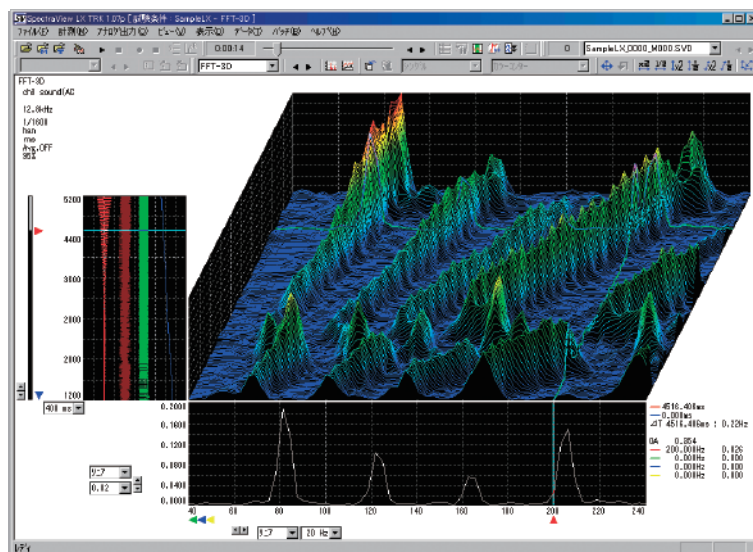 SpectraView LX TRK 1.07p [ 試験条件 : SampleLX - FFT-3D ]
ファイル(F) 計測(M) アナログ出力(O) ビュー(V) 表示(D) データ(T) バッチ(B) ヘルプ(H)
0:00:14 0 SampleLX_0000_M000.SVD
FFT-3D
FFT-3D
ch1 sound(AC
12.8kHz
1/1600
han
Avg.OFF
95%
5200
4400
3600
2800
2000
1200
400 ms
0.2000
0.1600
0.1200
0.0800
0.0400
0.0000
リニア
0.02
40 60 80 100 120 140 160 180 200 220 240
リニア 20 Hz
4516.406ms
0.000ms
⊿T 4516.406ms : 0.22Hz
OA 0.854
200.000Hz 0.026
0.000Hz 0.000
0.000Hz 0.000
0.000Hz 0.000
レディ